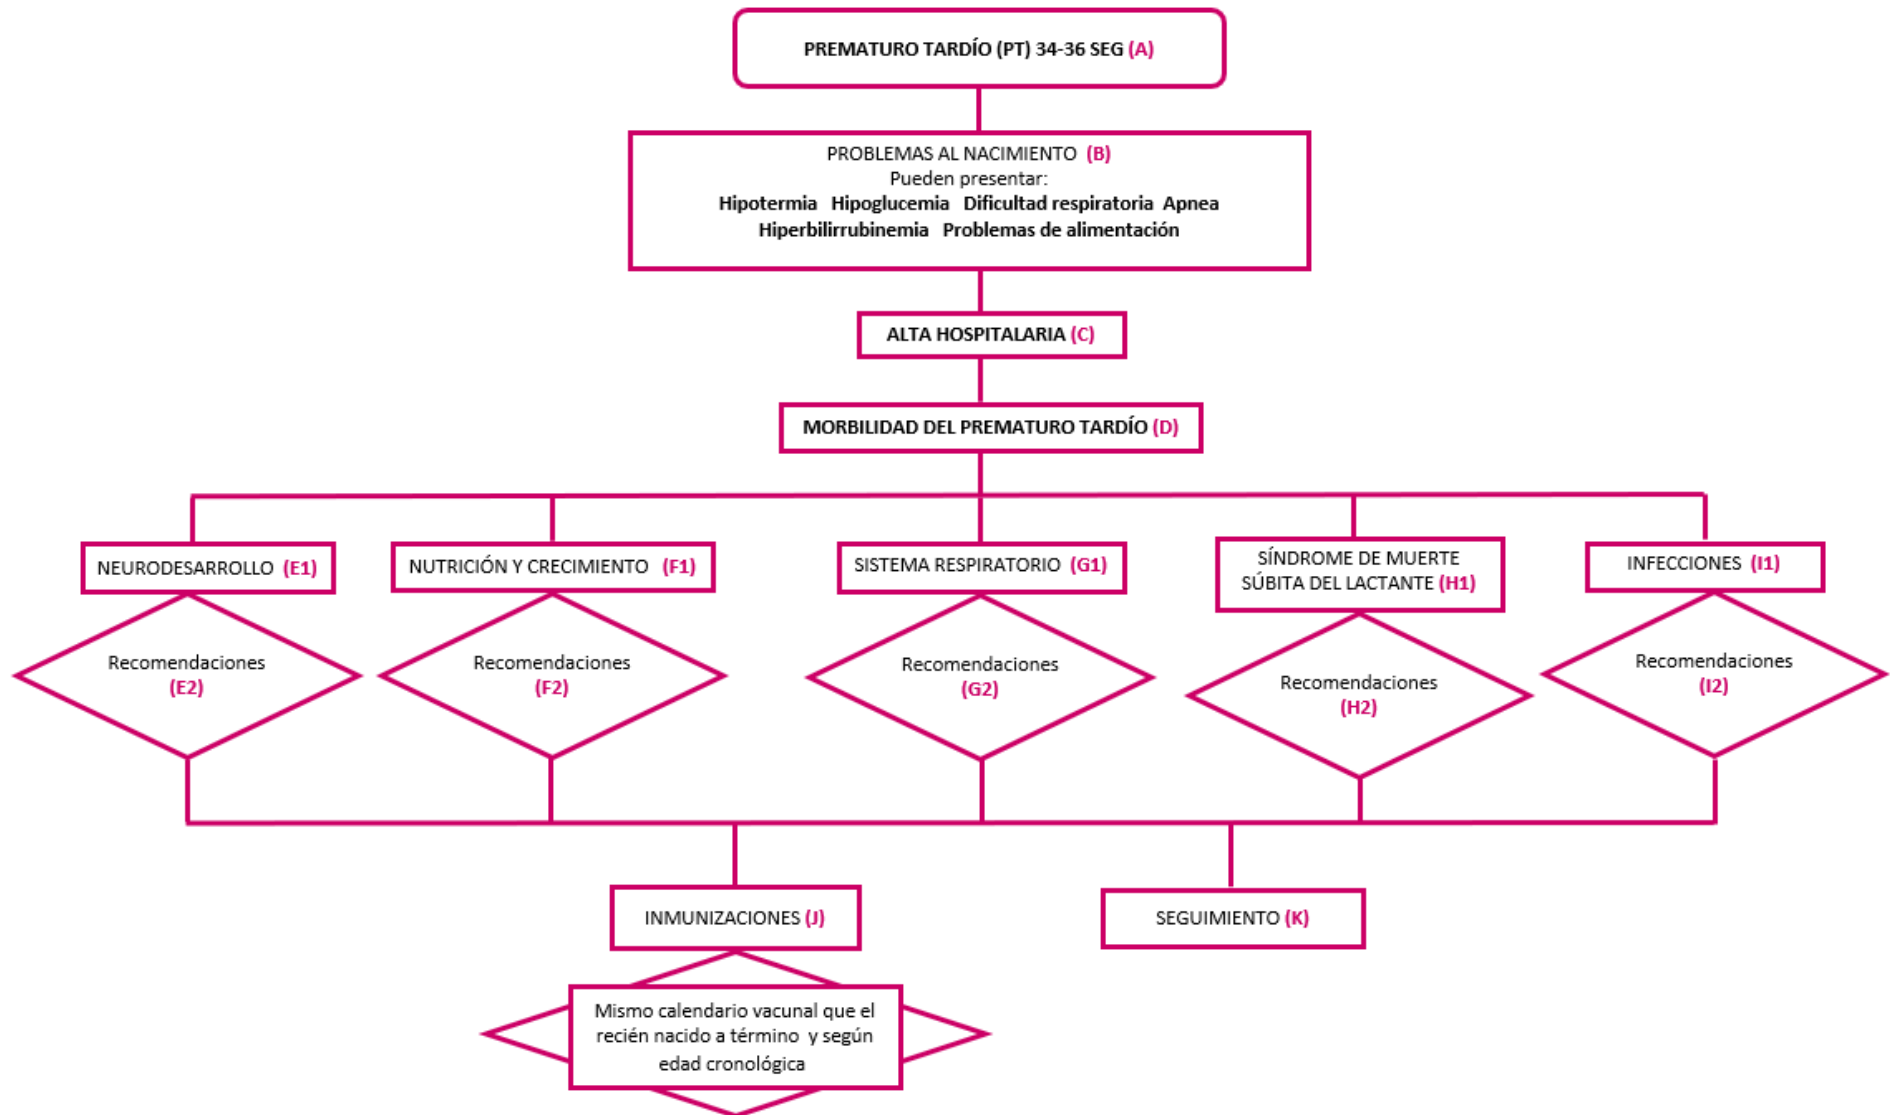 PREMATURO TARDÍO (PT) 34-36 SEG (A)
PROBLEMAS AL NACIMIENTO (B)
Pueden presentar:
Hipotermia Hipoglucemia Dificultad respiratoria Apnea
Hiperbilirrubinemia Problemas de alimentación
ALTA HOSPITALARIA (C)
MORBILIDAD DEL PREMATURO TARDÍO (D)
NEURODESARROLLO (E1)
NUTRICIÓN Y CRECIMIENTO (F1)
SISTEMA RESPIRATORIO (G1)
SÍNDROME DE MUERTE
SÚBITA DEL LACTANTE (H1)
INFECCIONES (I1)
Recomendaciones
(E2)
Recomendaciones
(F2)
Recomendaciones
(G2)
Recomendaciones
(H2)
Recomendaciones
(I2)
INMUNIZACIONES (J)
SEGUIMIENTO (K)
Mismo calendario vacunal que el
recién nacido a término y según
edad cronológica